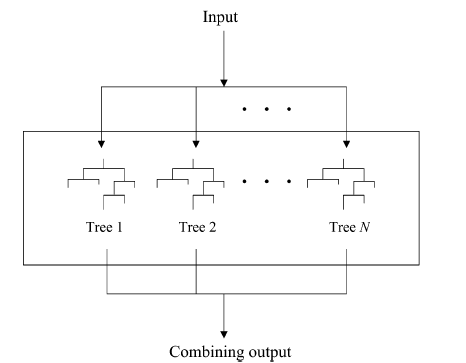 Input
. . .
. . .
Tree 1 Tree 2 Tree N
Combining output